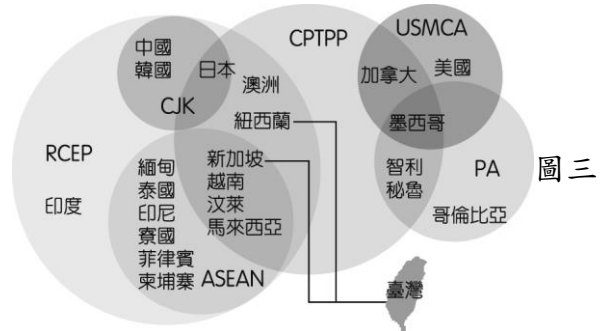 CPTPP
USMCA
中國
韓國
日本
澳洲
加拿大
美國
CJK
紐西蘭
墨西哥
RCEP
印度
緬甸
泰國
印尼
寮國
菲律賓
柬埔寨
新加坡
越南
汶萊
馬來西亞
ASEAN
智利
秘魯
PA
哥倫比亞
圖三
臺灣